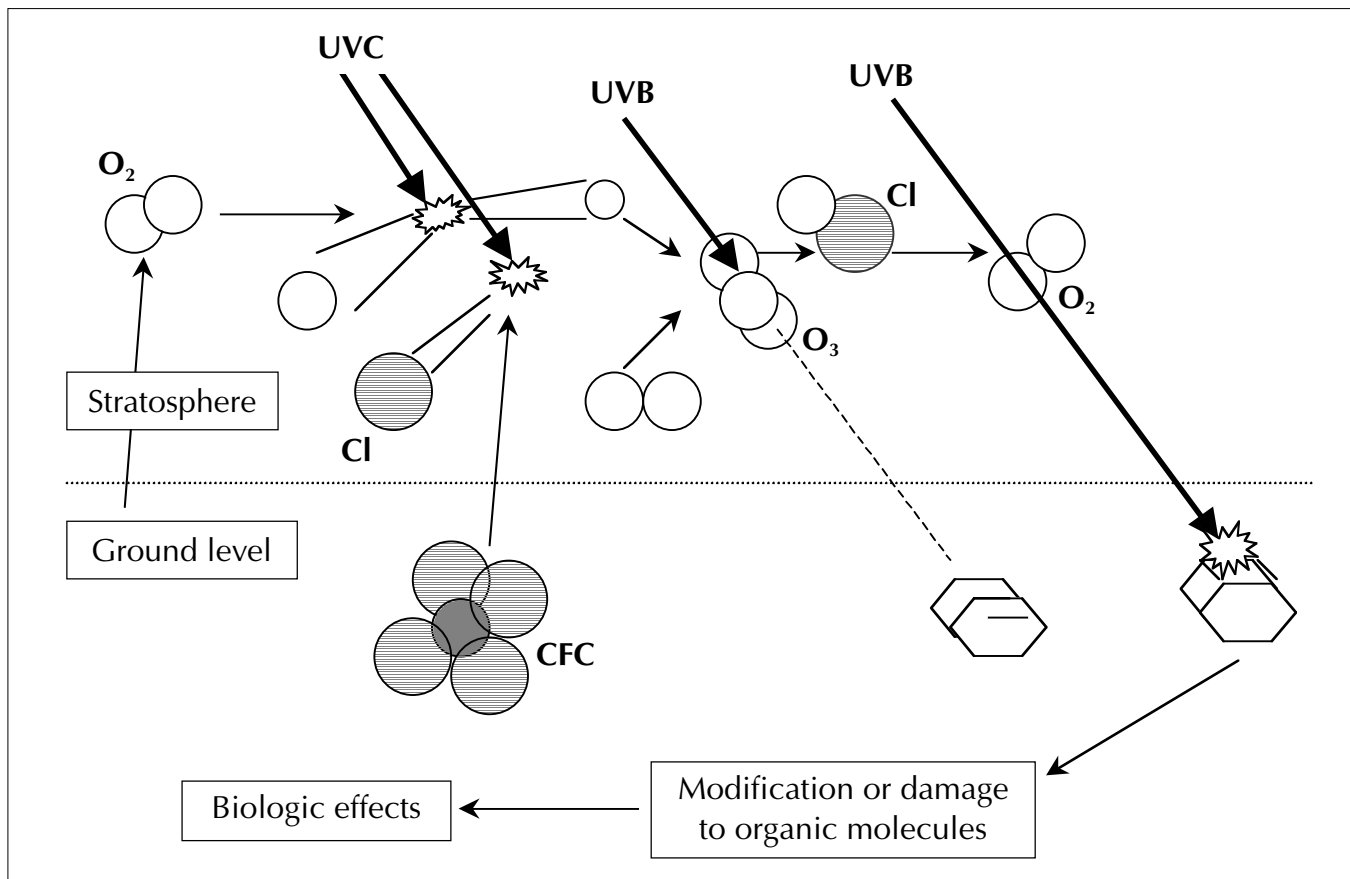 UVC
UVB
UVB
O₂
Cl
O₂
O₃
Stratosphere
Cl
Ground level
CFC
Biologic effects
Modification or damage
to organic molecules